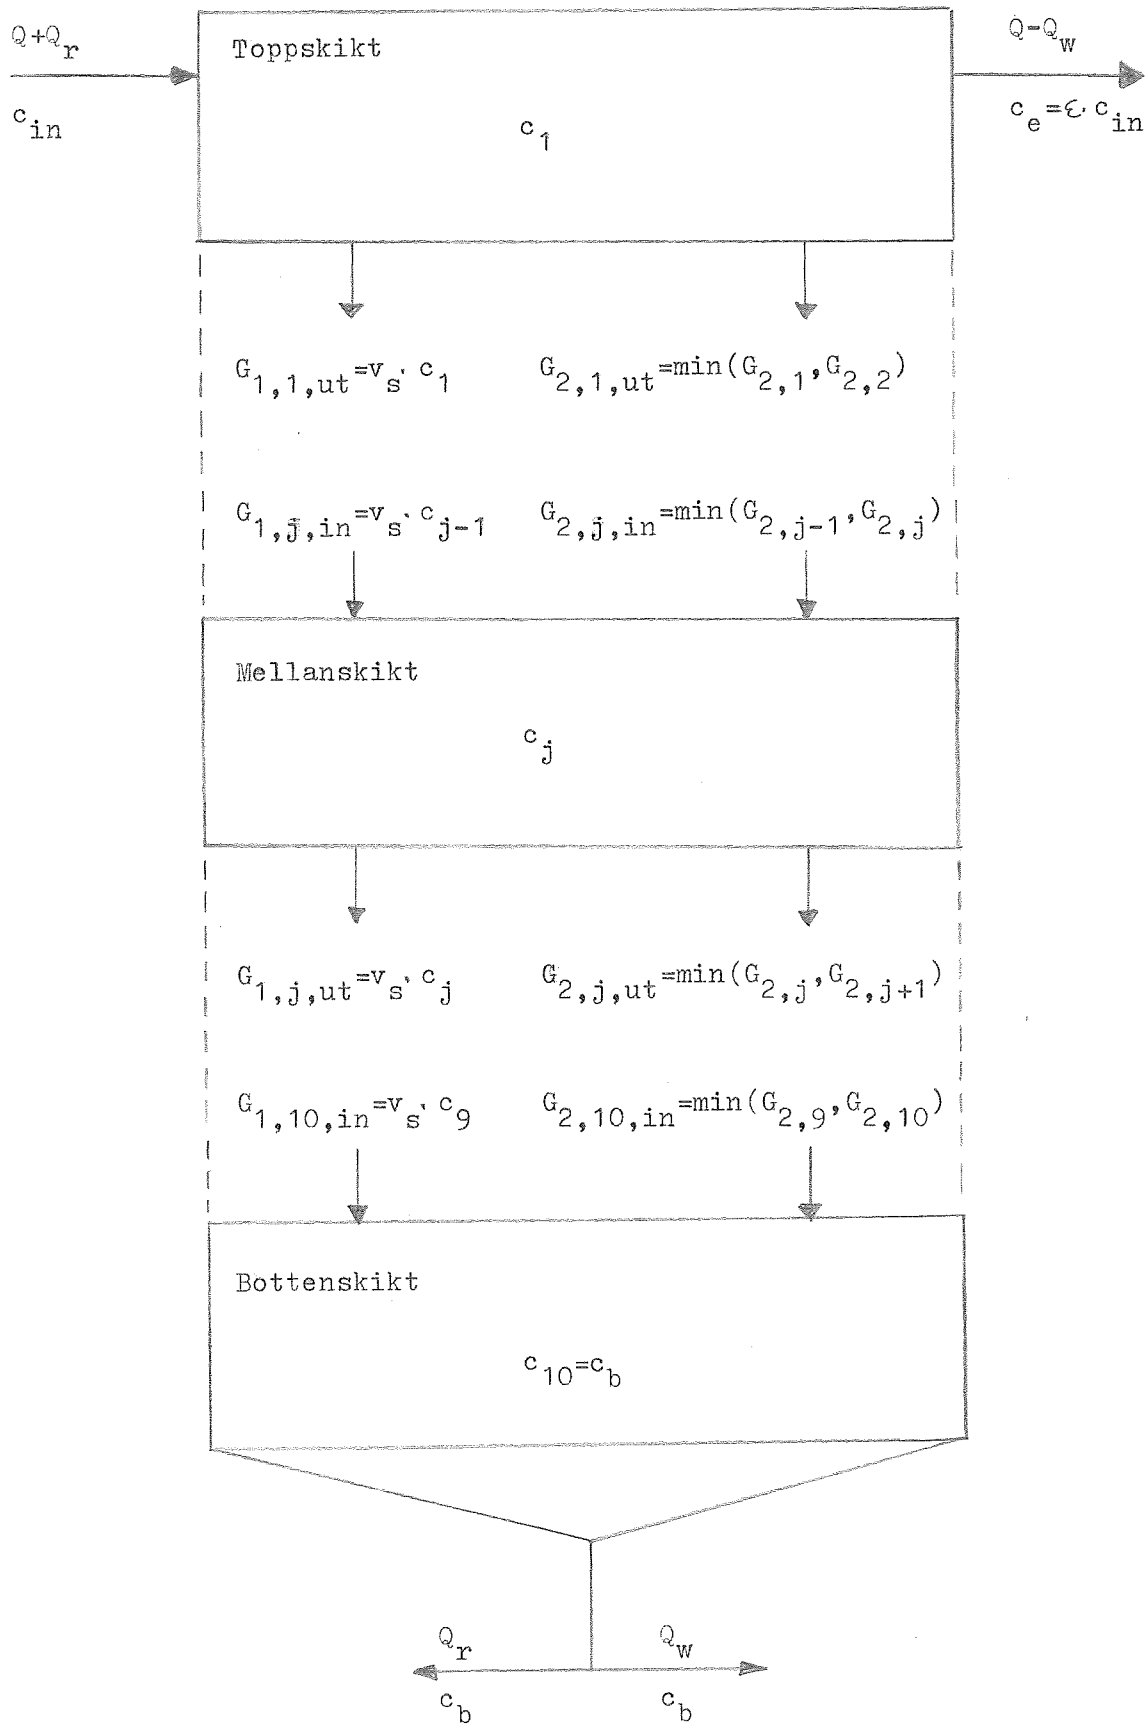 Q+Q_r
Toppskikt
Q-Q_w
c_in
c_1
c_e=ε·c_in
G_1,1,ut=v_s·c_1
G_2,1,ut=min(G_2,1,G_2,2)
G_1,j,in=v_s·c_j-1
G_2,j,in=min(G_2,j-1,G_2,j)
Mellanskikt
c_j
G_1,j,ut=v_s·c_j
G_2,j,ut=min(G_2,j,G_2,j+1)
G_1,10,in=v_s·c_9
G_2,10,in=min(G_2,9,G_2,10)
Bottenskikt
c_10=c_b
Q_r
Q_w
c_b
c_b